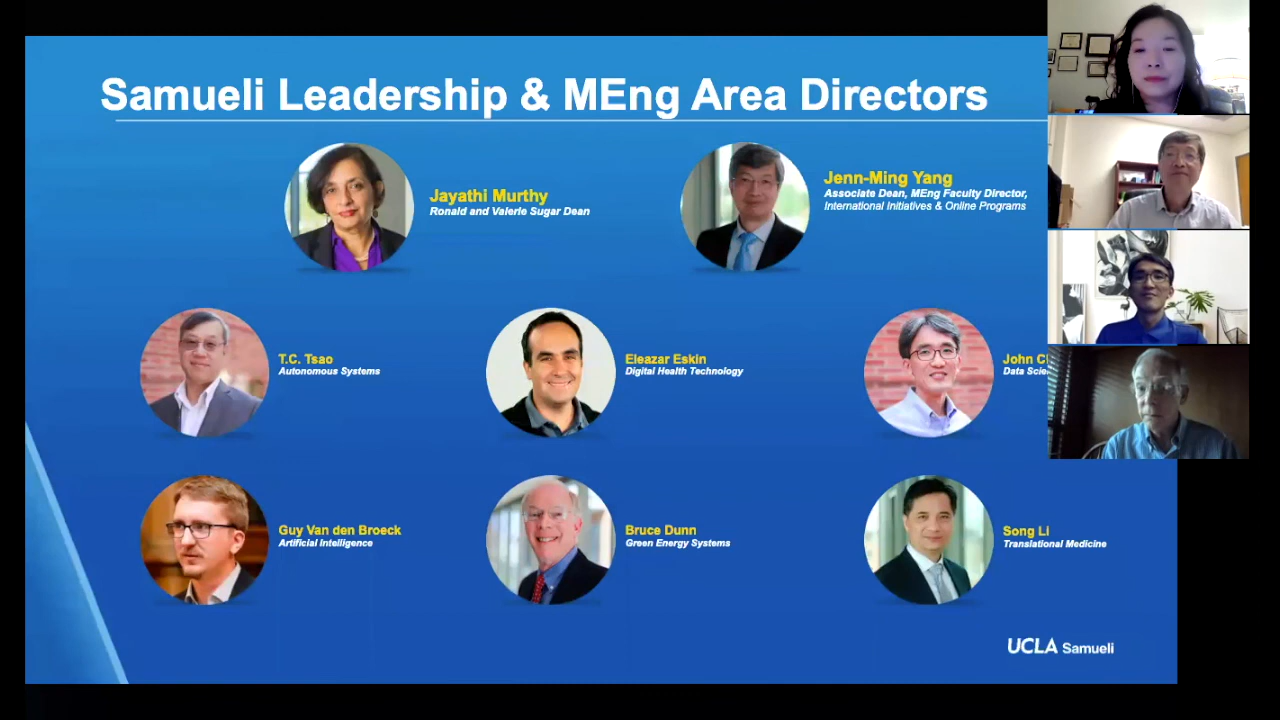 Samueli Leadership & MEng Area Directors
Jayathi Murthy
Ronald and Valerie Sugar Dean
Jenn-Ming Yang
Associate Dean, MEng Faculty Director,
International Initiatives & Online Programs
T.C. Tsao
Autonomous Systems
Eleazar Eskin
Digital Health Technology
John
Data
Guy Van den Broeck
Artificial Intelligence
Bruce Dunn
Green Energy Systems
Song Li
Translational Medicine
UCLA Samueli